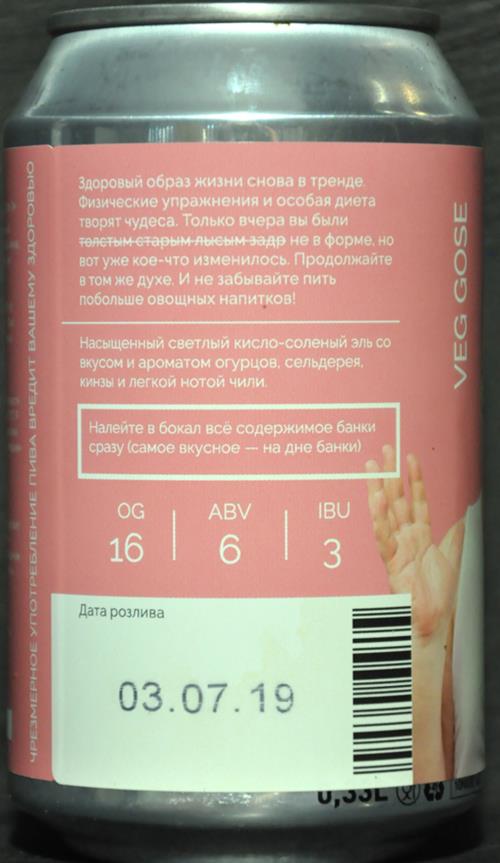 Здоровый образ жизни снова в тренде.
Физические упражнения и особая диета
творят чудеса. Только вчера вы были
толстым старым лысым задр не в форме, но
вот уже кое-что изменилось. Продолжайте
в том же духе. И не забывайте пить
побольше овощных напитков!
Насыщенный светлый кисло-соленый эль со
вкусом и ароматом огурцов, сельдерея,
кинзы и легкой нотой чили.
Налейте в бокал всё содержимое банки
сразу (самое вкусное — на дне банки)
OG ABV IBU
16 6 3
Дата розлива
03.07.19
0,33L
VEG GOSE
ЧРЕЗМЕРНОЕ УПОТРЕБЛЕНИЕ ПИВА ВРЕДИТ ВАШЕМУ ЗДОРОВЬЮ